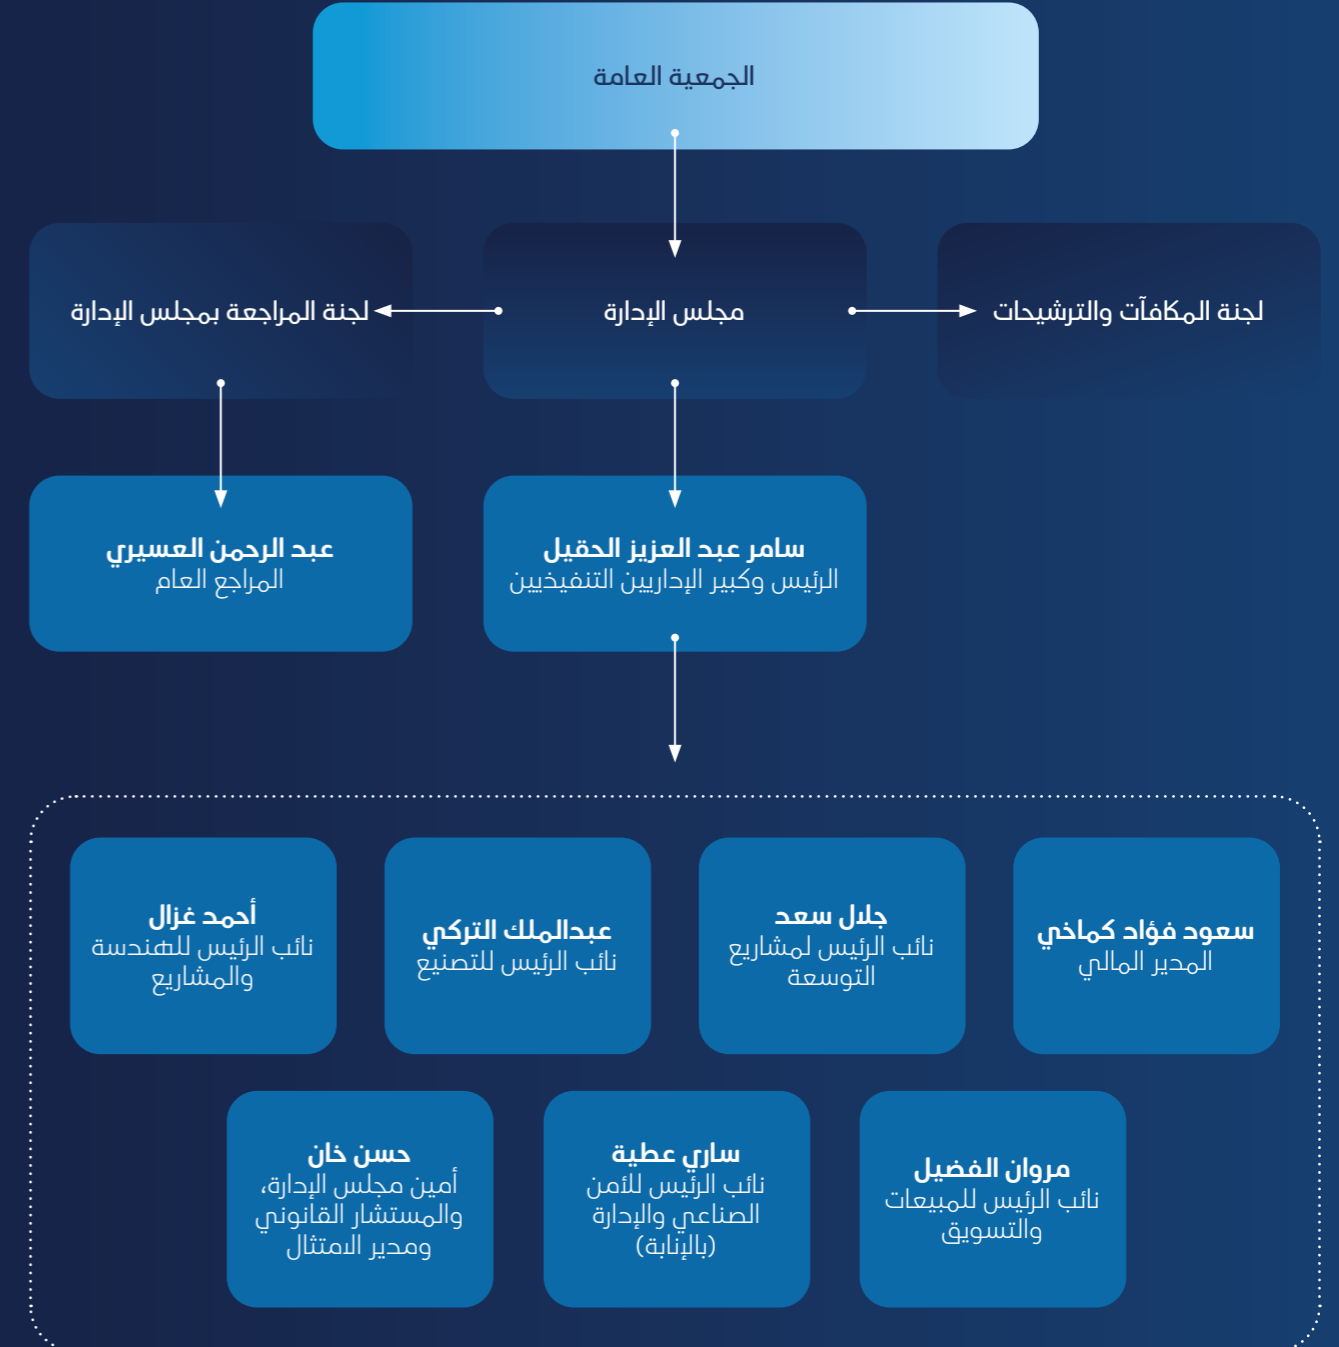 الجمعية العامة
لجنة المكافآت والترشيحات
مجلس الإدارة
لجنة المراجعة بمجلس الإدارة
سامر عبد العزيز الحقيل
الرئيس وكبير الإداريين التنفيذيين
عبد الرحمن العسيري
المراجع العام
سعود فؤاد كماخي
المدير المالي
جلال سعد
نائب الرئيس لمشاريع
التوسعة
عبدالملك التركي
نائب الرئيس للتصنيع
أحمد غزال
نائب الرئيس للهندسة
والمشاريع
مروان الفضيل
نائب الرئيس للمبيعات
والتسويق
ساري عطية
نائب الرئيس للأمن
الصناعي والإدارة
(بالإنابة)
حسن خان
أمين مجلس الإدارة،
والمستشار القانوني
ومدير الامتثال